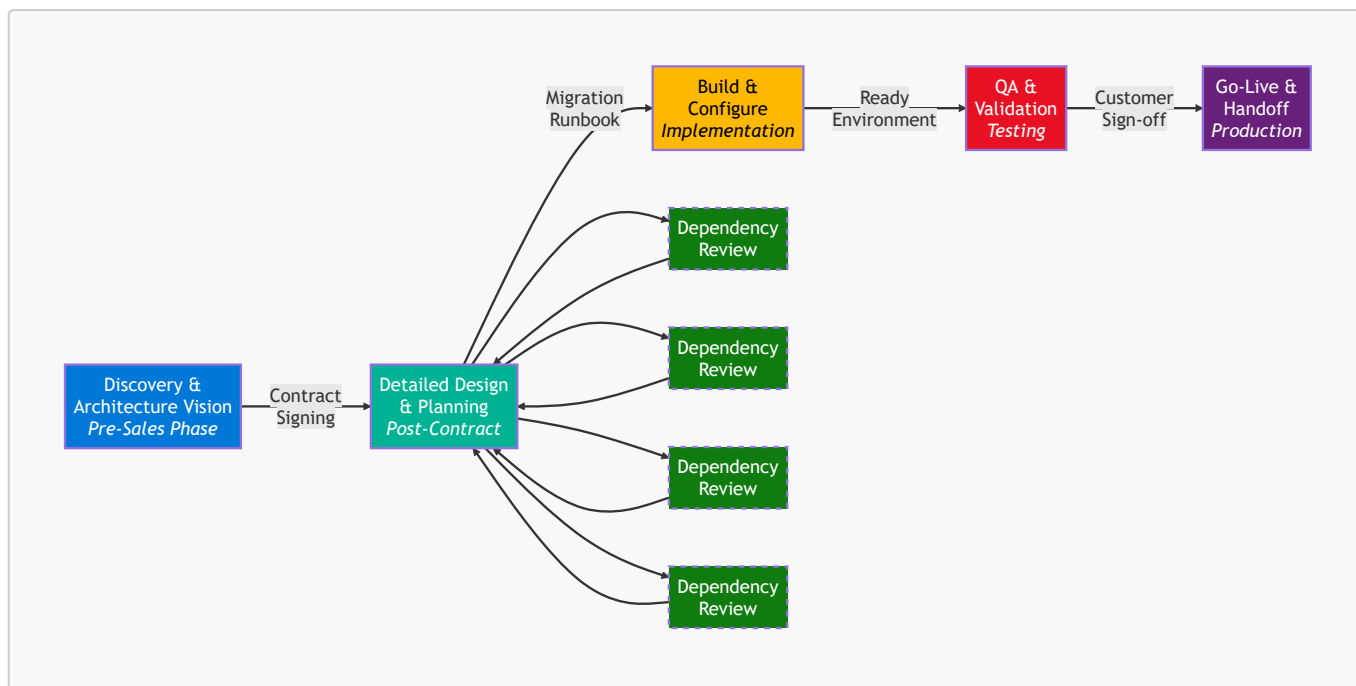 Build &
Configure
Implementation
QA &
Validation
Testing
Go-Live &
Handoff
Production
Migration
Runbook
Ready
Environment
Customer
Sign-off
Dependency
Review
Dependency
Review
Discovery &
Architecture Vision
Pre-Sales Phase
Contract
Signing
Detailed Design
& Planning
Post-Contract
Dependency
Review
Dependency
Review